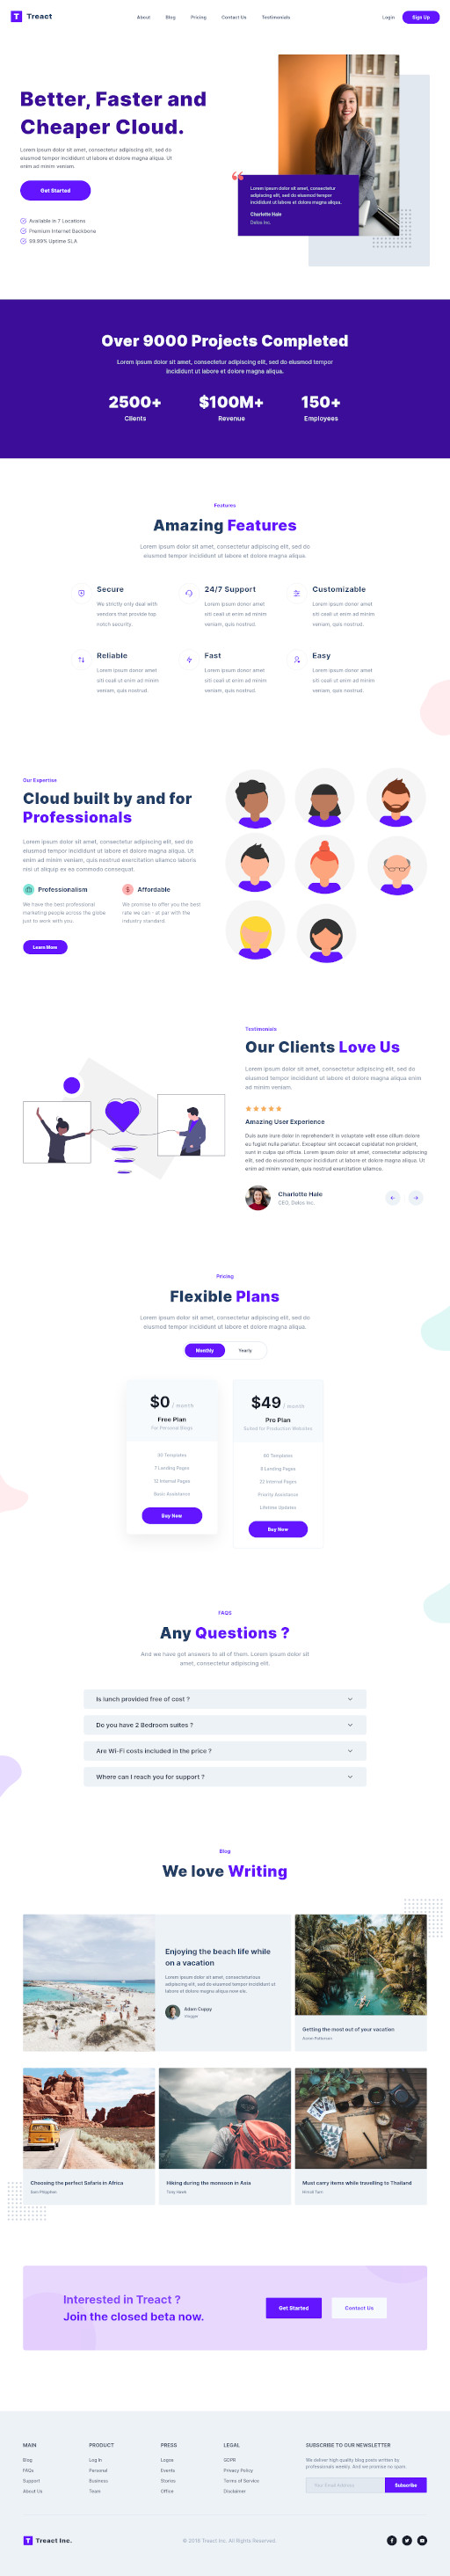 Treact
About Blog Pricing Contact Us Testimonials
Login
Sign Up
Better, Faster and
Cheaper Cloud.
Lorem ipsum dolor sit amet, consectetur adipiscing elit, sed do
eiusmod tempor incididunt ut labore et dolore magna aliqua. Ut
enim ad minim veniam.
Get Started
Available in 7 Locations
Premium Internet Backbone
99.99% Uptime SLA
Lorem ipsum dolor sit amet, consectetur
adipiscing elit, sed do eiusmod tempor
incididunt ut labore et dolore magna aliqua.
Charlotte Hale
Delos Inc.
Over 9000 Projects Completed
Lorem ipsum dolor sit amet, consectetur adipiscing elit, sed do eiusmod tempor
incididunt ut labore et dolore magna aliqua.
2500+ $100M+ 150+
Clients Revenue Employees
Features
Amazing Features
Lorem ipsum dolor sit amet, consectetur adipiscing elit, sed do
eiusmod tempor incididunt ut labore et dolore magna aliqua.
Secure
We strictly only deal with
vendors that provide top
notch security.
24/7 Support
Lorem ipsum donor amet
siti ceali ut enim ad minim
veniam, quis nostrud.
Customizable
Lorem ipsum donor amet
siti ceali ut enim ad minim
veniam, quis nostrud.
Reliable
Lorem ipsum donor amet
siti ceali ut enim ad minim
veniam, quis nostrud.
Fast
Lorem ipsum donor amet
siti ceali ut enim ad minim
veniam, quis nostrud.
Easy
Lorem ipsum donor amet
siti ceali ut enim ad minim
veniam, quis nostrud.
Our Expertise
Cloud built by and for
Professionals
Lorem ipsum dolor sit amet, consectetur adipiscing elit, sed do
eiusmod tempor incididunt ut labore et dolore magna aliqua. Ut
enim ad minim veniam, quis nostrud exercitation ullamco laboris
nisi ut aliquip ex ea commodo consequat.
Professionalism
We have the best professional
marketing people across the globe
just to work with you.
Affordable
We promise to offer you the best
rate we can - at par with the
industry standard.
Learn More
Testimonials
Our Clients Love Us
Lorem ipsum dolor sit amet, consectetur adipiscing elit, sed do
eiusmod tempor incididunt ut labore et dolore magna aliqua enim
ad minim veniam.
Amazing User Experience
Duis aute irure dolor in reprehenderit in voluptate velit esse cillum dolore
eu fugiat nulla pariatur. Excepteur sint occaecat cupidatat non proident,
sunt in culpa qui officia. Lorem ipsum dolor sit amet, consectetur adipiscing
elit, sed do eiusmod tempor incididunt ut labore et dolore magna aliqua. Ut
enim ad minim veniam, quis nostrud exercitation ullamco.
Charlotte Hale
CEO, Delos Inc.
Pricing
Flexible Plans
Lorem ipsum dolor sit amet, consectetur adipiscing elit, sed do
eiusmod tempor incididunt ut labore et dolore magna aliqua.
Monthly Yearly
$0 / month
Free Plan
For Personal Blogs
30 Templates
7 Landing Pages
12 Internal Pages
Basic Assistance
Buy Now
$49 / month
Pro Plan
Suited for Production Websites
60 Templates
8 Landing Pages
22 Internal Pages
Priority Assistance
Lifetime Updates
Buy Now
FAQS
Any Questions ?
And we have got answers to all of them. Lorem ipsum dolor sit
amet, consectetur adipiscing elit.
Is lunch provided free of cost ?
Do you have 2 Bedroom suites ?
Are Wi-Fi costs included in the price ?
Where can I reach you for support ?
Blog
We love Writing
Enjoying the beach life while
on a vacation
Lorem ipsum dolor sit amet, consecteturious
adipiscing elit, sed do eiusmod tempor incididunt ut
labore et dolore magna aliqua now ele.
Adam Cuppy
Vlogger
Getting the most out of your vacation
Aaron Patterson
Choosing the perfect Safaris in Africa
Sam Phipphen
Hiking during the monsoon in Asia
Tony Hawk
Must carry items while travelling to Thailand
Himali Turn
Interested in Treact ?
Join the closed beta now.
Get Started
Contact Us
MAIN PRODUCT PRESS LEGAL SUBSCRIBE TO OUR NEWSLETTER
Blog
FAQs
Support
About Us
Log In
Personal
Business
Team
Logos
Events
Stories
Office
GDPR
Privacy Policy
Terms of Service
Disclaimer
We deliver high quality blog posts written by
professionals weekly. And we promise no spam.
Your Email Address
Subscribe
Treact Inc.
© 2018 Treact Inc. All Rights Reserved.